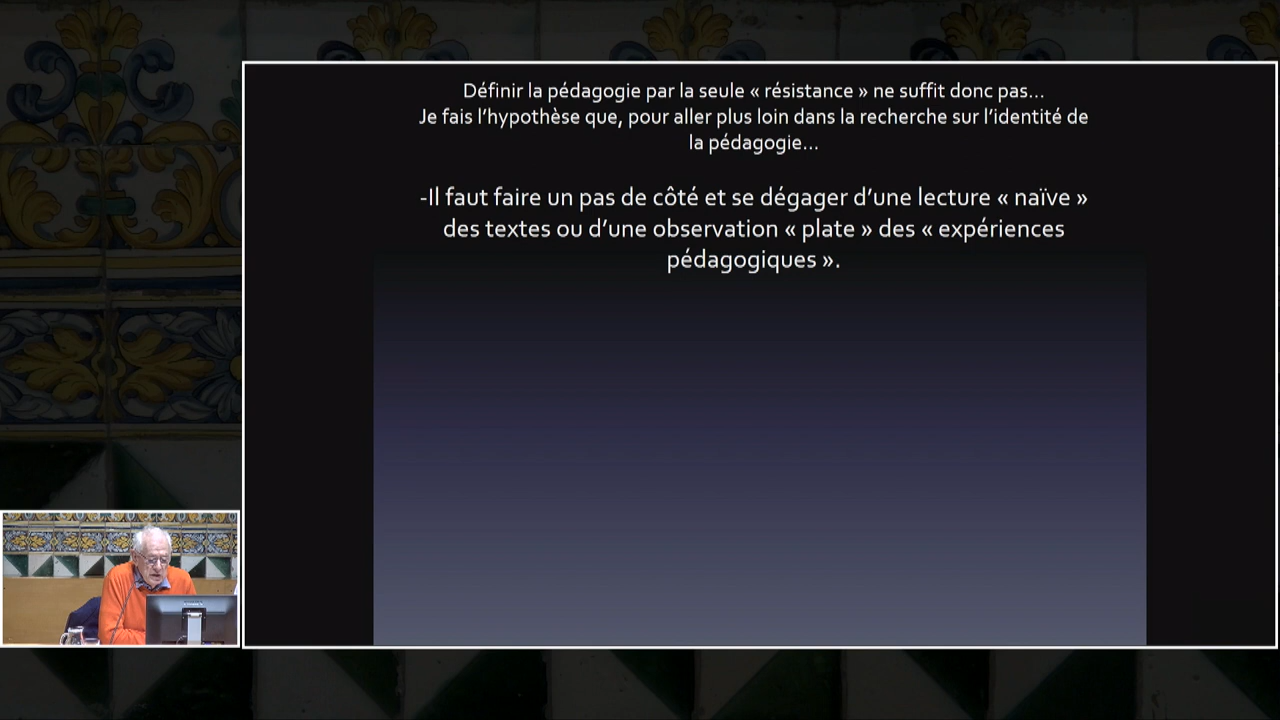 Définir la pédagogie par la seule « résistance » ne suffit donc pas...
Je fais l’hypothèse que, pour aller plus loin dans la recherche sur l’identité de
la pédagogie...
-Il faut faire un pas de côté et se dégager d’une lecture « naïve »
des textes ou d’une observation « plate » des « expériences
pédagogiques ».